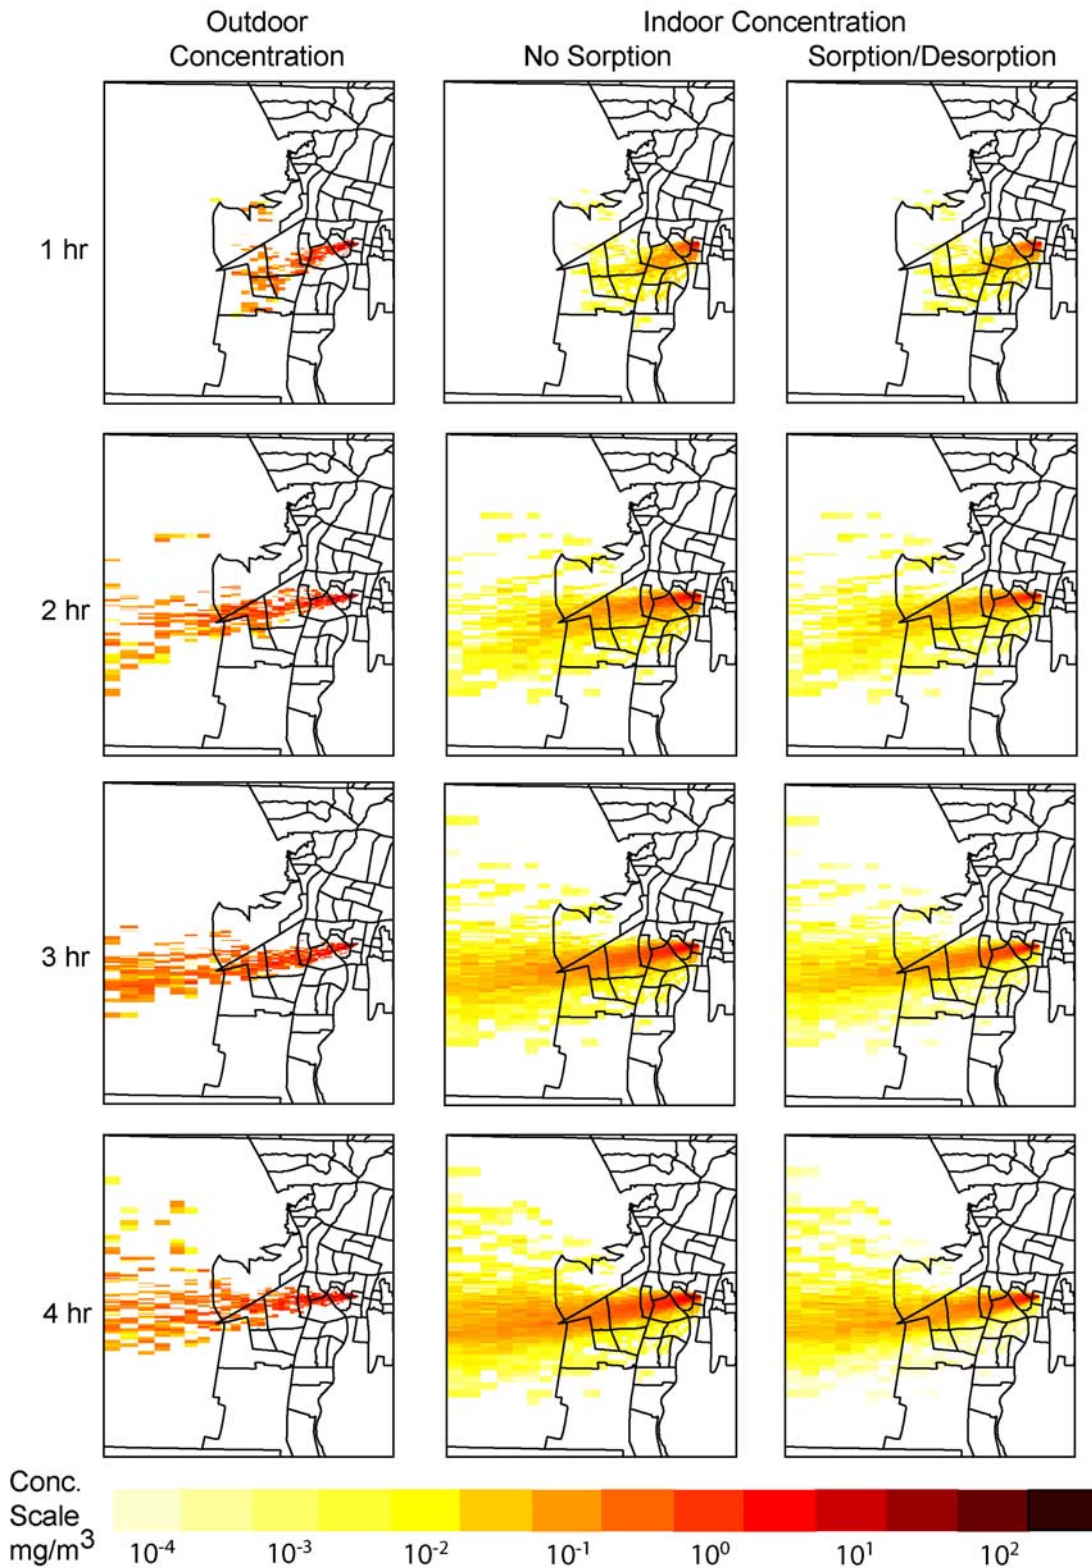 Outdoor
Concentration
Indoor Concentration
No Sorption
Sorption/Desorption
1 hr
2 hr
3 hr
4 hr
Conc.
Scale
mg/m³
10⁻⁴ 10⁻³ 10⁻² 10⁻¹ 10⁰ 10¹ 10²